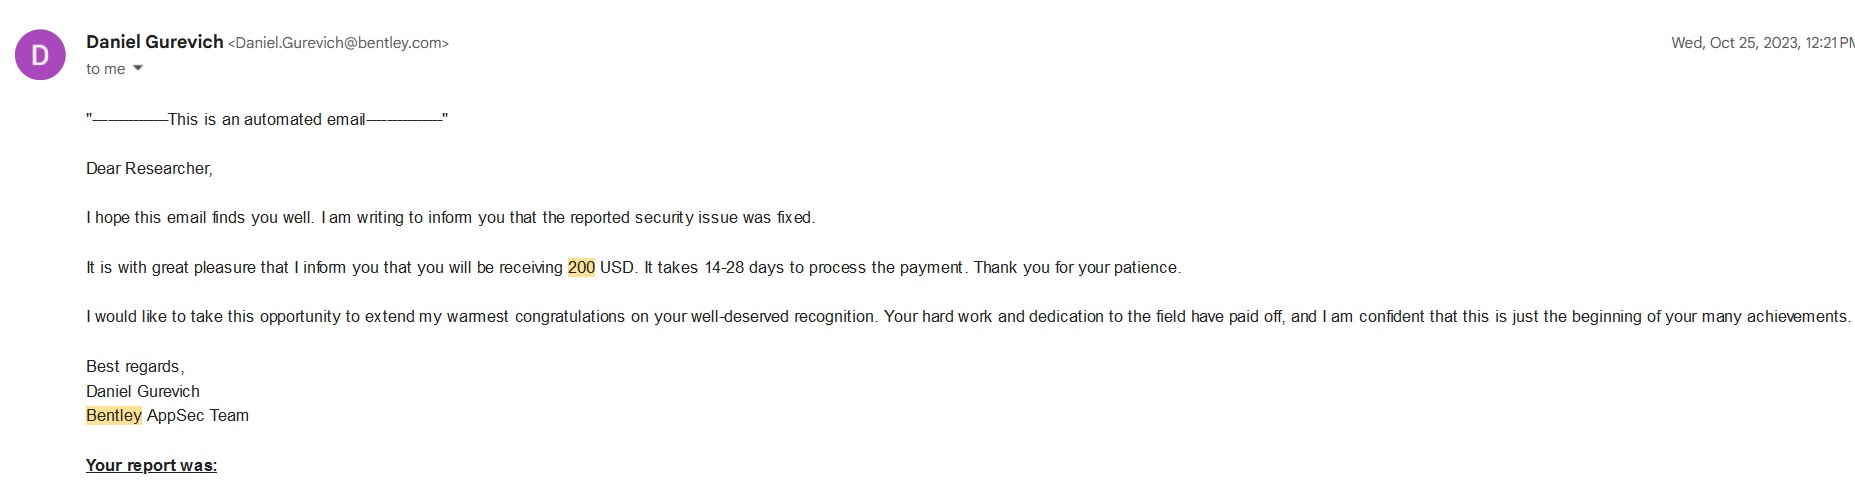 D
Daniel Gurevich <Daniel.Gurevich@bentley.com>
Wed, Oct 25, 2023, 12:21 PM
to me
"---------------This is an automated email---------------"
Dear Researcher,
I hope this email finds you well. I am writing to inform you that the reported security issue was fixed.
It is with great pleasure that I inform you that you will be receiving 200 USD. It takes 14-28 days to process the payment. Thank you for your patience.
I would like to take this opportunity to extend my warmest congratulations on your well-deserved recognition. Your hard work and dedication to the field have paid off, and I am confident that this is just the beginning of your many achievements.
Best regards,
Daniel Gurevich
Bentley AppSec Team
Your report was: